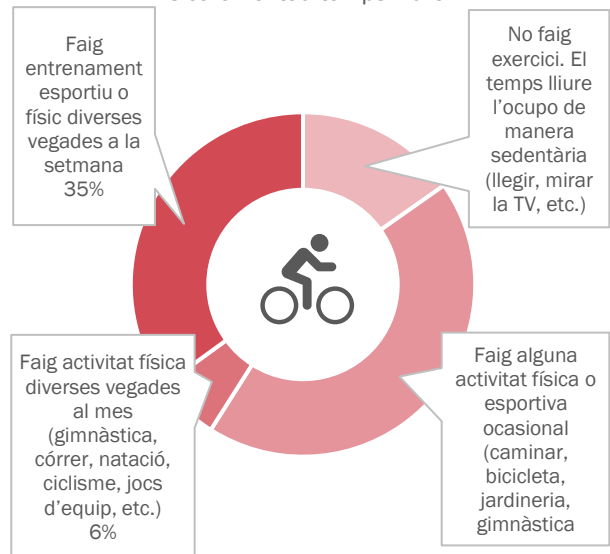 Faig
entrenament
esportiu o
físic diverses
vegades a la
setmana
35%
No faig
exercici. El
temps lliure
l'ocupo de
manera
sedentària
(llegir, mirar
la TV, etc.)
Faig activitat física
diverses vegades
al mes
(gimnàstica,
córrer, natació,
ciclisme, jocs
d'equip, etc.)
6%
Faig alguna
activitat física o
esportiva
ocasional
(caminar,
bicicleta,
jardineria,
gimnàstica